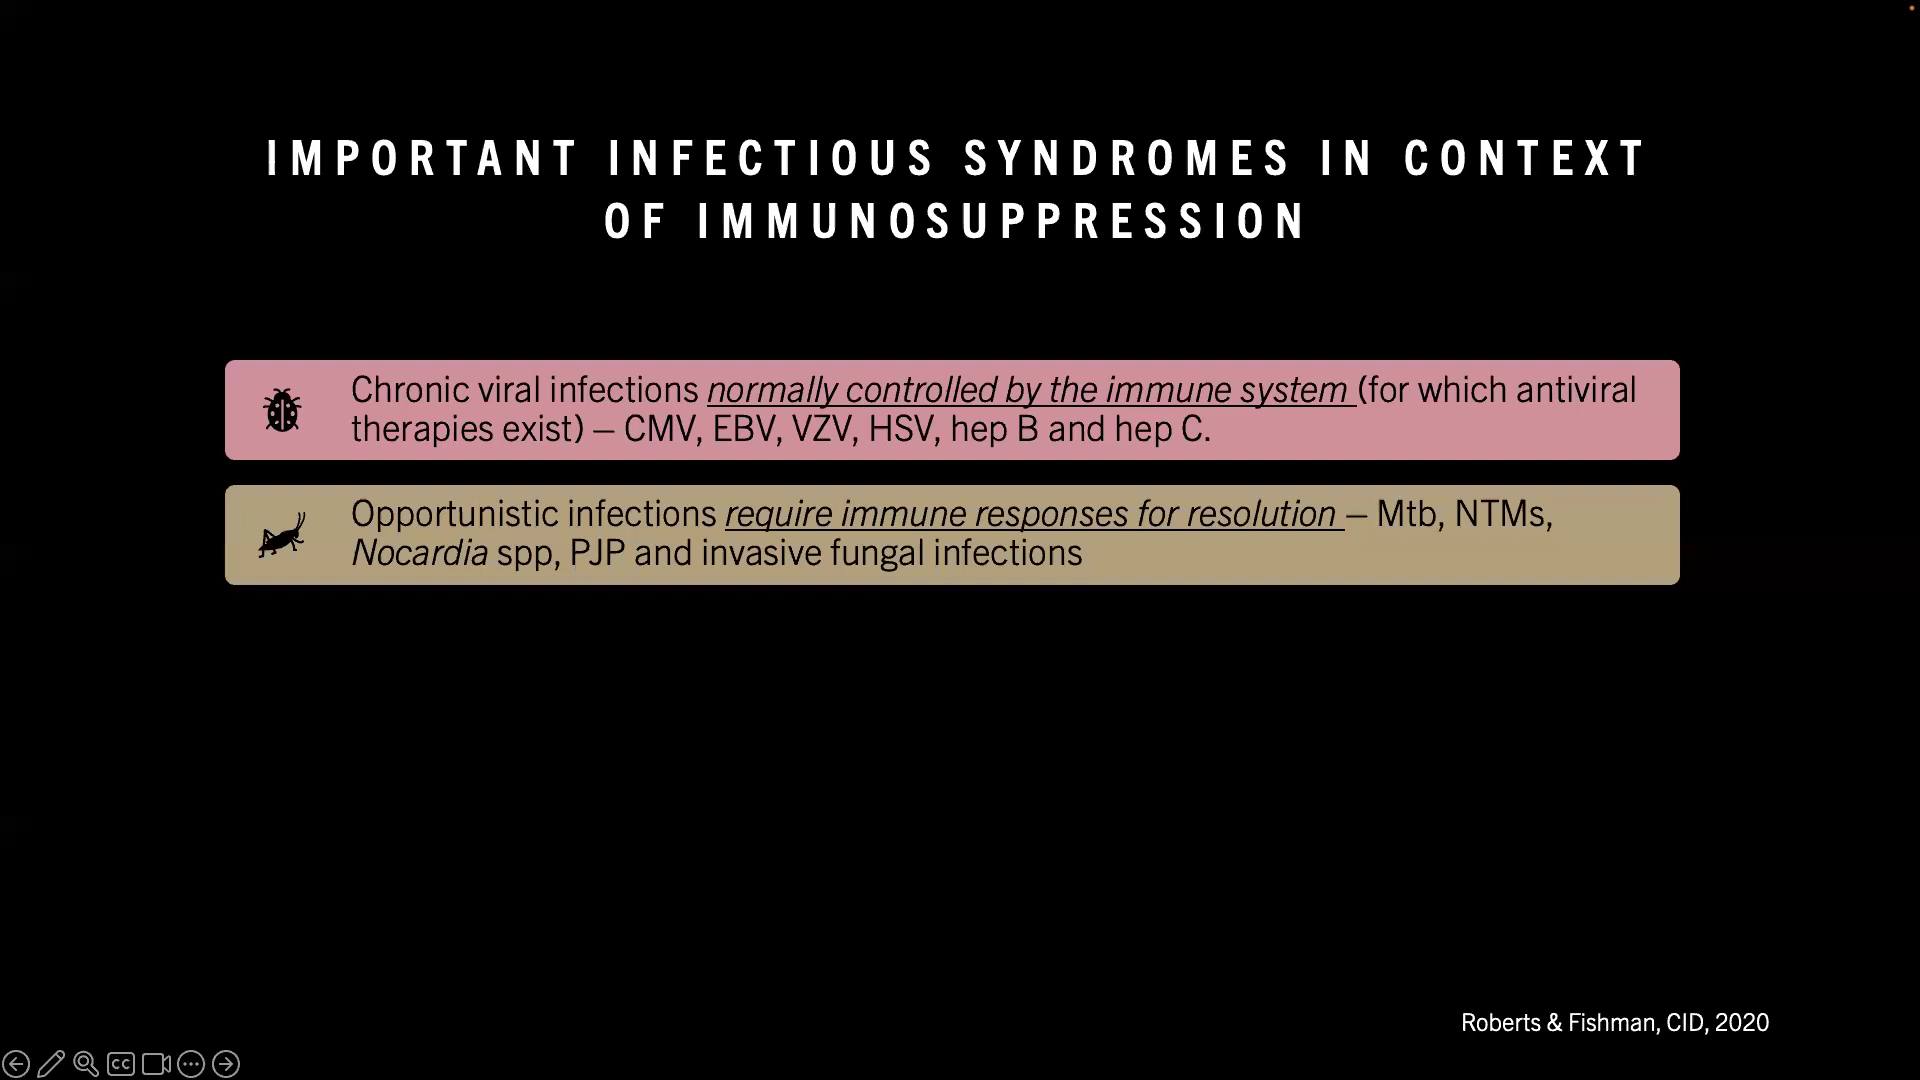 IMPORTANT INFECTIOUS SYNDROMES IN CONTEXT
OF IMMUNOSUPPRESSION
Chronic viral infections normally controlled by the immune system (for which antiviral
therapies exist) – CMV, EBV, VZV, HSV, hep B and hep C.
Opportunistic infections require immune responses for resolution – Mtb, NTMs,
Nocardia spp, PJP and invasive fungal infections
Roberts & Fishman, CID, 2020
CC